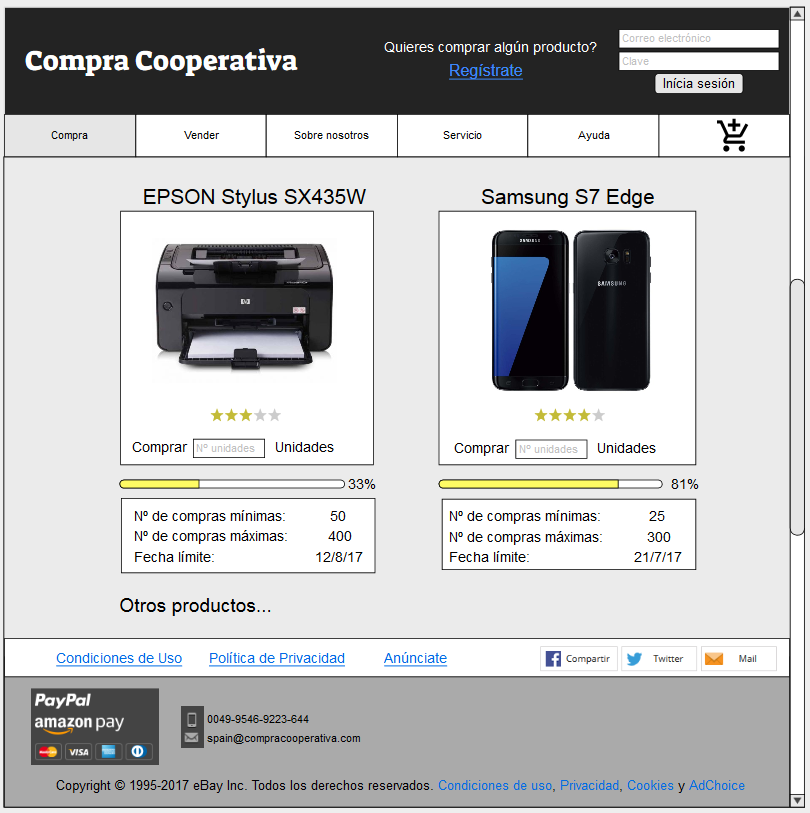 Compra Cooperativa
Quieres comprar algún producto?
Regístrate
Correo electrónico
Clave
Inícia sesión
Compra
Vender
Sobre nosotros
Servicio
Ayuda
EPSON Stylus SX435W
Samsung S7 Edge
hp
SAMSUNG
SAMSUNG
Comprar Nº unidades Unidades
Comprar Nº unidades Unidades
33%
81%
Nº de compras mínimas: 50
Nº de compras máximas: 400
Fecha límite: 12/8/17
Nº de compras mínimas: 25
Nº de compras máximas: 300
Fecha límite: 21/7/17
Otros productos...
Condiciones de Uso
Política de Privacidad
Anúnciate
Compartir
Twitter
Mail
PayPal
amazon pay
VISA
0049-9546-9223-644
spain@compracooperativa.com
Copyright © 1995-2017 eBay Inc. Todos los derechos reservados. Condiciones de uso, Privacidad, Cookies y AdChoice